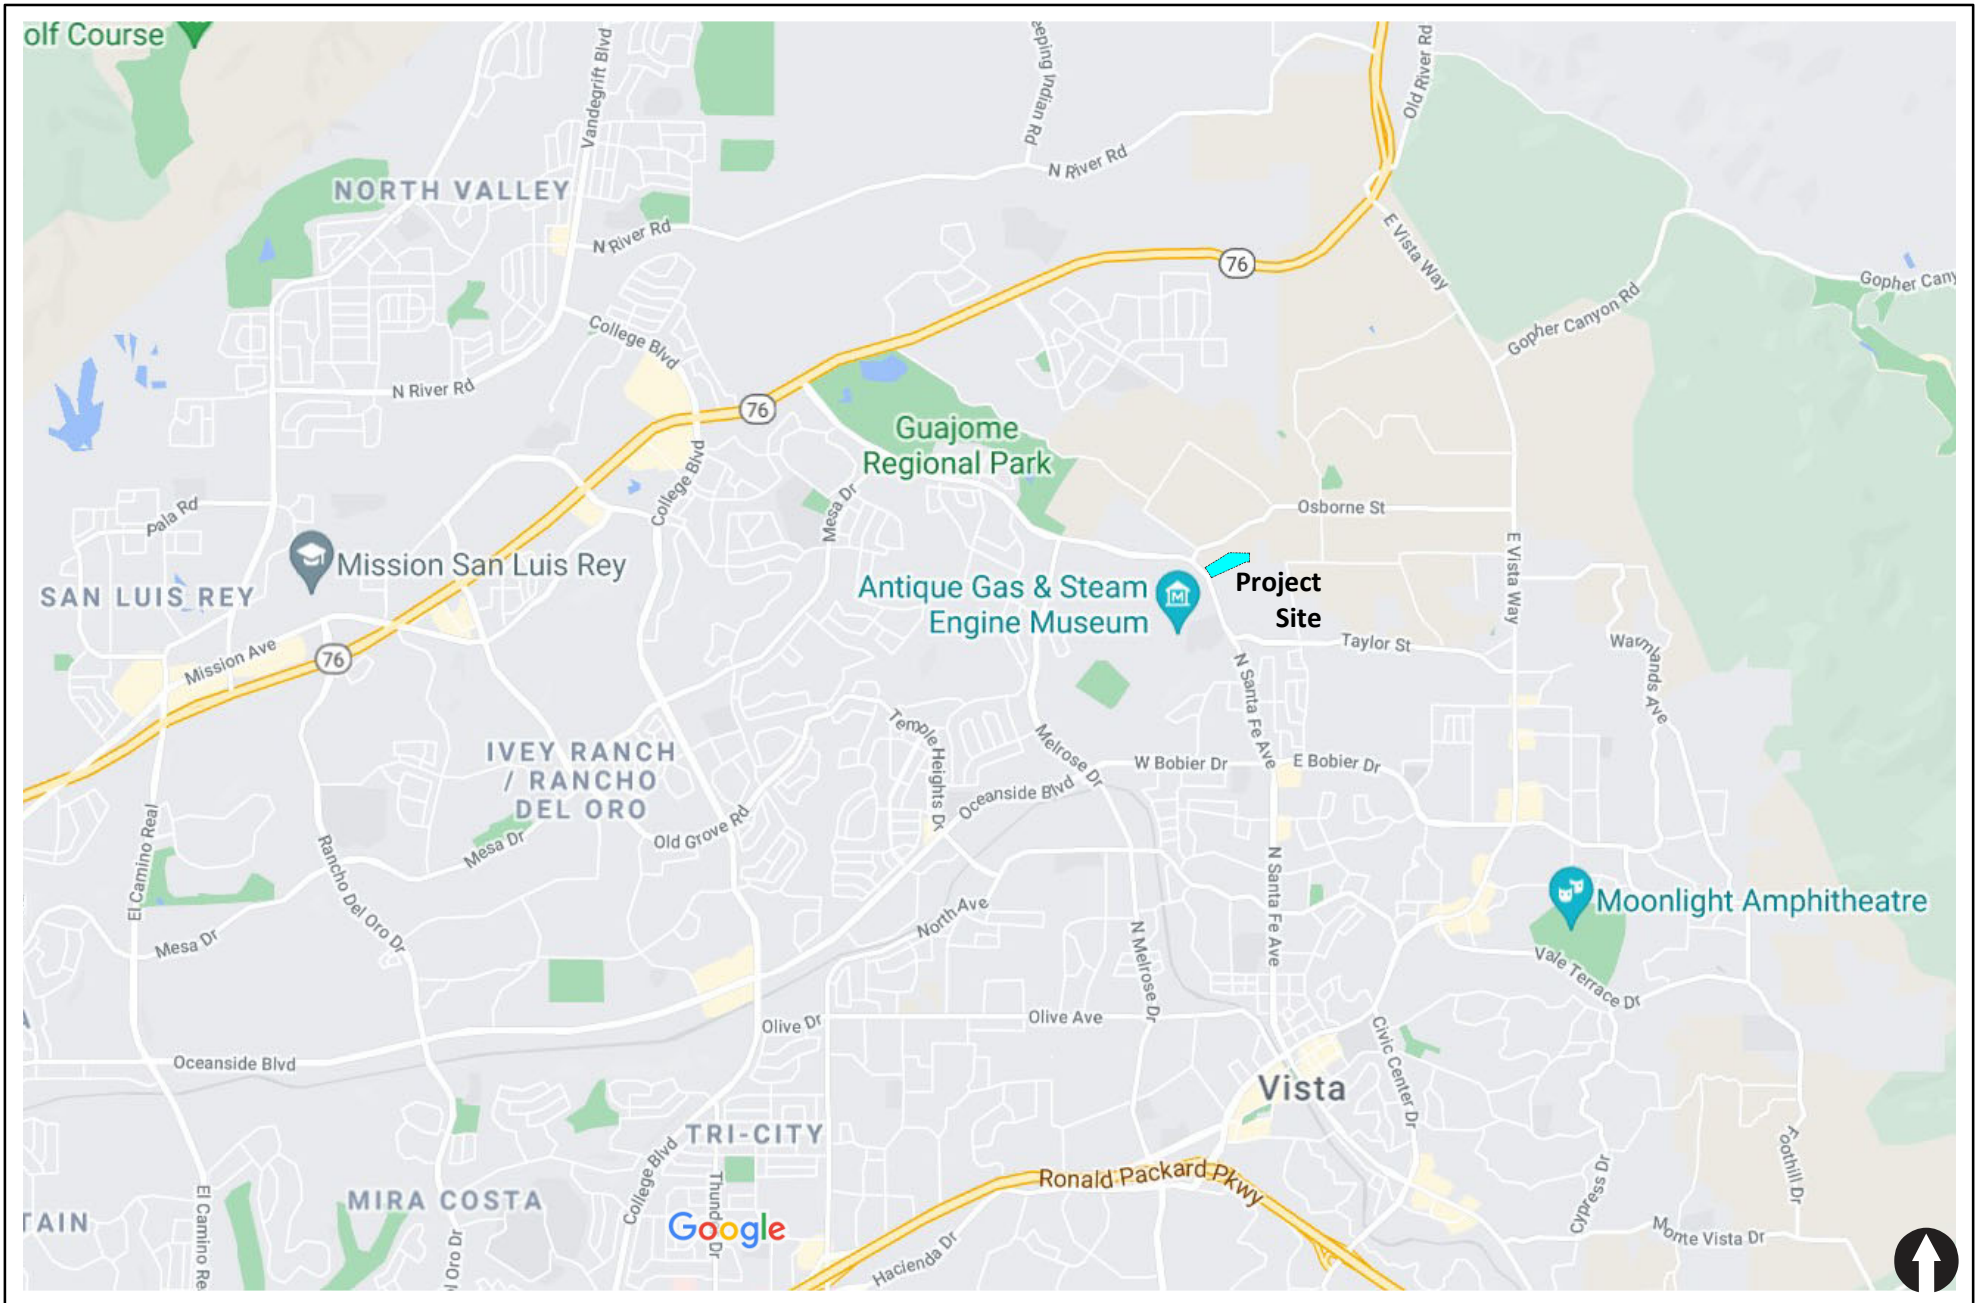 olf Course
Vandegrift Blvd
eping Indian Rd
Old River Rd
N River Rd
NORTH VALLEY
N River Rd
E Vista Way
76
Gopher Cany
Gopher Canyon Rd
College Blvd
N River Rd
76
Guajome
Regional Park
College Blvd
Mesa Dr
Pala Rd
Osborne St
Mission San Luis Rey
E Vista Way
SAN LUIS REY
Antique Gas & Steam
Engine Museum
Project
Site
Taylor St
Warmlands Ave
Mission Ave
76
N Santa Fe Ave
Temple Heights Dr
Melrose Dr
IVEY RANCH
/ RANCHO
DEL ORO
W Bobier Dr
E Bobier Dr
Oceanside Blvd
Old Grove Rd
Mesa Dr
El Camino Real
Rancho Del Oro Dr
N Santa Fe Ave
Moonlight Amphitheatre
North Ave
Mesa Dr
N Melrose Dr
Vale Terrace Dr
Olive Dr
Olive Ave
Civic Center Dr
Oceanside Blvd
Vista
TRI-CITY
College Blvd
Foothill Dr
Ronald Packard Pkwy
Cypress Dr
MIRA COSTA
El Camino Re
TAIN
Thund
Dr
Google
l Oro Dr
Hacienda Dr
Monte Vista Dr